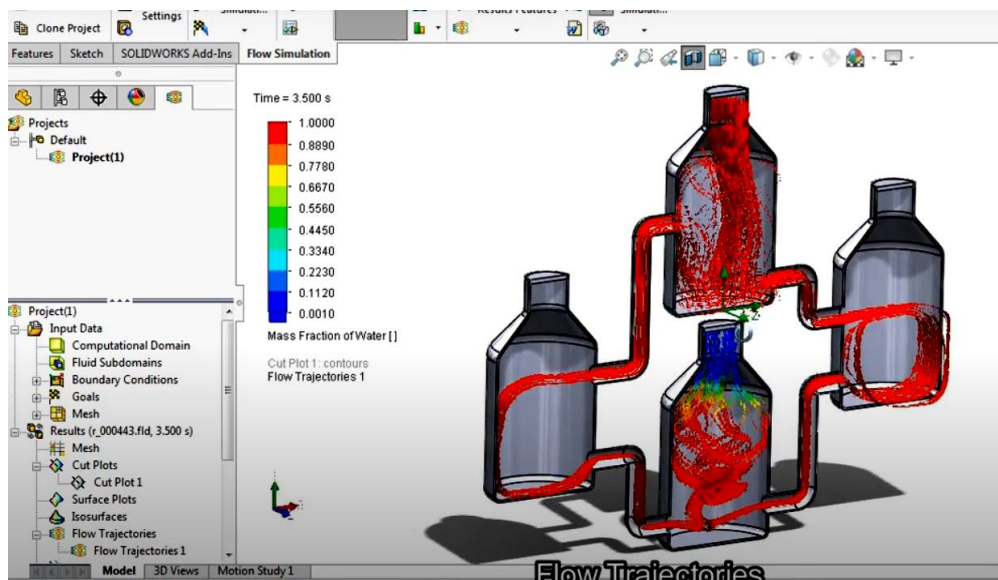 Settings
Clone Project
Features Sketch SOLIDWORKS Add-Ins Flow Simulation
Projects
Default
Project(1)
Time = 3.500 s
1.0000
0.8890
0.7780
0.6670
0.5560
0.4450
0.3340
0.2230
0.1120
0.0010
Mass Fraction of Water [ ]
Cut Plot 1: contours
Flow Trajectories 1
Project(1)
Input Data
Computational Domain
Fluid Subdomains
Boundary Conditions
Goals
Mesh
Results (r_000443.fld, 3.500 s)
Mesh
Cut Plots
Cut Plot 1
Surface Plots
Isosurfaces
Flow Trajectories
Flow Trajectories 1
Model 3D Views Motion Study 1
Flow Trajectories